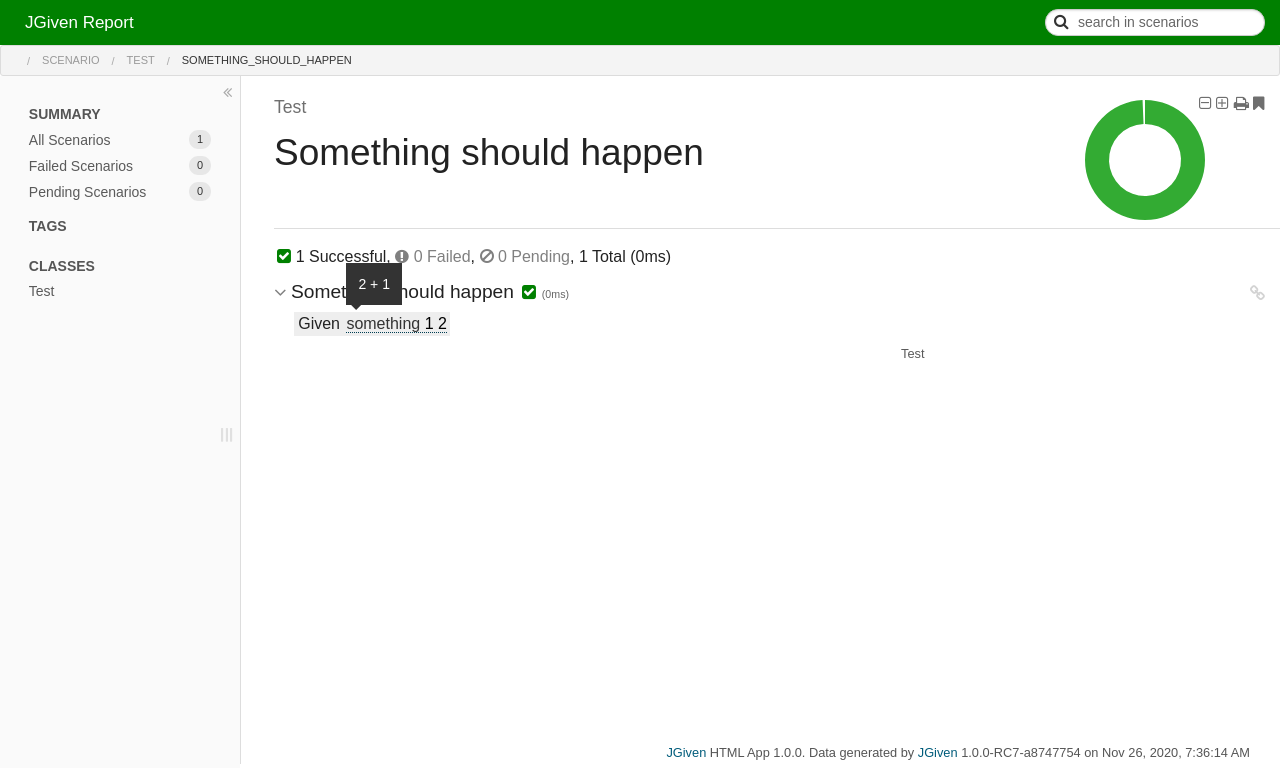 JGiven Report
search in scenarios
/ SCENARIO / TEST / SOMETHING_SHOULD_HAPPEN
«
SUMMARY
All Scenarios 1
Failed Scenarios 0
Pending Scenarios 0
TAGS
CLASSES
Test
Test
Something should happen
1 Successful, 0 Failed, 0 Pending, 1 Total (0ms)
2 + 1
Somet hould happen (0ms)
Given something 1 2
Test
JGiven HTML App 1.0.0. Data generated by JGiven 1.0.0-RC7-a8747754 on Nov 26, 2020, 7:36:14 AM